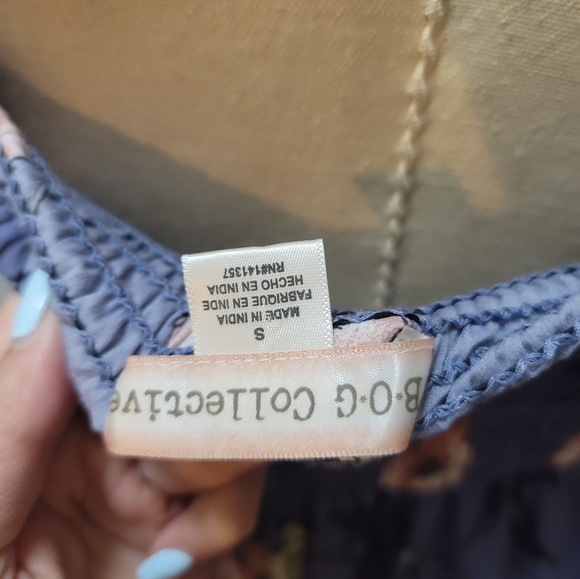 B·O·G Collective
S
MADE IN INDIA
FABRIQUE EN INDE
HECHO EN INDIA
RN#141357